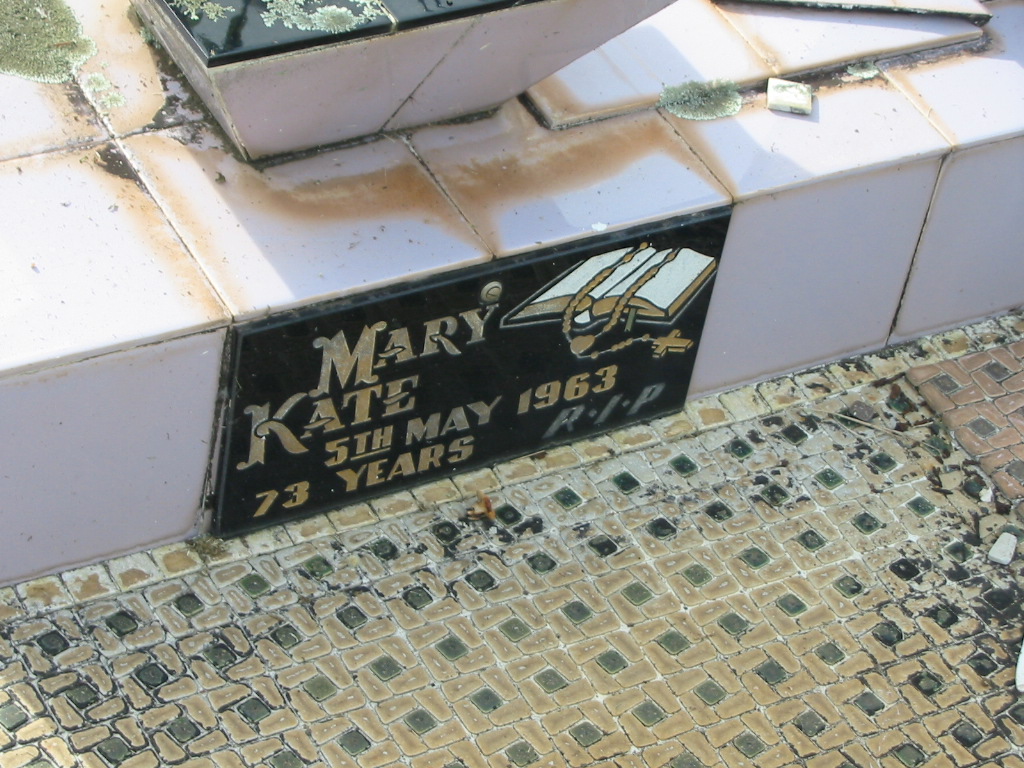 MARY
KATE
5TH MAY 1963
R·I·P
73 YEARS